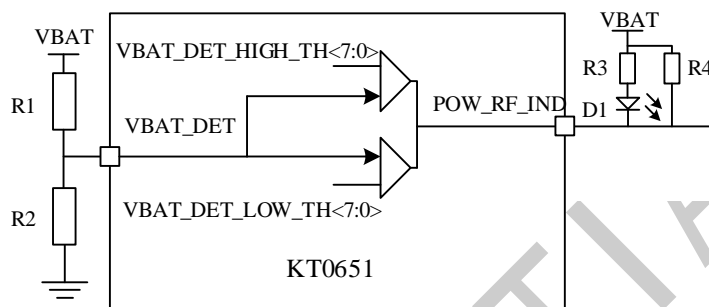 VBAT
VBAT_DET_HIGH_TH<7:0>
VBAT
R3
R4
R1
POW_RF_IND
D1
VBAT_DET
R2
VBAT_DET_LOW_TH<7:0>
KT0651